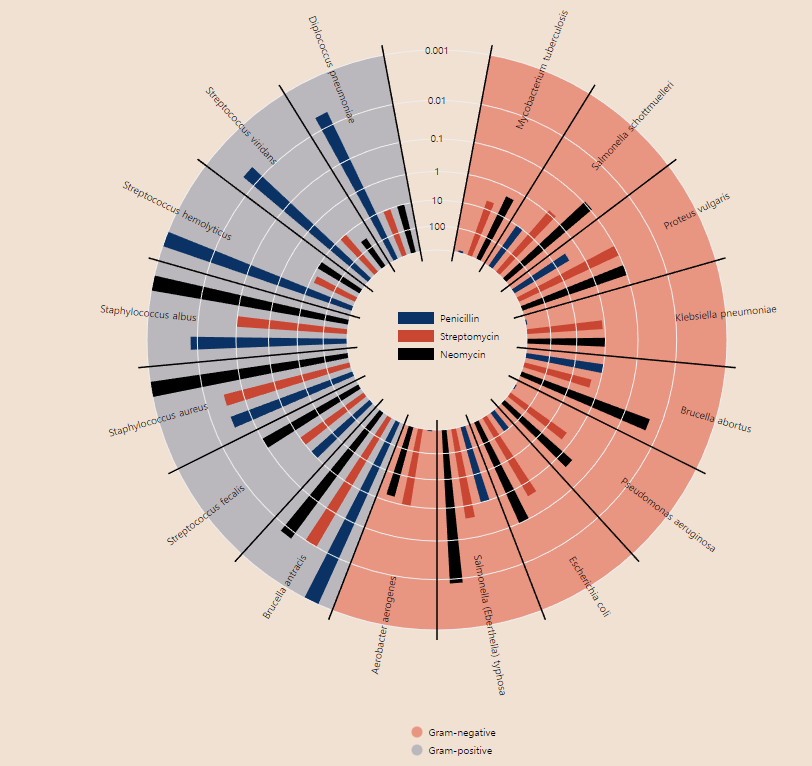 0.001
0.01
0.1
1
10
100
Mycobacterium tuberculosis
Salmonella schottmuelleri
Proteus vulgaris
Klebsiella pneumoniae
Brucella abortus
Pseudomonas aeruginosa
Escherichia coli
Salmonella (Eberthella) typhosa
Aerobacter aerogenes
Brucella antracis
Streptococcus fecalis
Staphylococcus aureus
Staphylococcus albus
Streptococcus hemolyticus
Streptococcus viridans
Diplococcus pneumoniae
Penicillin
Streptomycin
Neomycin
Gram-negative
Gram-positive